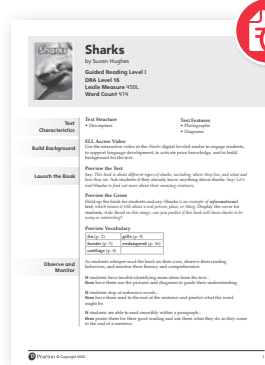 Sharks
Sharks
by Susan Hughes
Guided Reading Level I
DRA Level 16
Lexile Measure 450L
Word Count 414
Text Characteristics
Text Structure
• Description
Text Features
• Photographs
• Diagrams
Build Background
ELL Access Video
Use the interactive video in the iTools digital leveled reader to engage students,
to support language development, to activate prior knowledge, and to build
background for the text.
Launch the Book
Preview the Text
Say: This book is about different types of sharks, including where they live, and what and
how they eat. Ask students if they already know anything about sharks. Say: Let's
read Sharks to find out more about these amazing creatures.
Preview the Genre
Hold up the book for students and say: Sharks is an example of informational
text, which means it tells about a real person, place, or thing. Display the cover for
students. Ask: Based on this image, can you predict if this book will show sharks to be
scary or interesting?
Preview Vocabulary
fin (p. 2) gills (p. 9)
hunter (p. 5) endangered (p. 16)
cartilage (p. 6)
Observe and Monitor
As students whisper-read the book on their own, observe their reading
behaviors, and monitor their fluency and comprehension.
If students have trouble identifying main ideas from the text...
then have them use the pictures and diagrams to guide their understanding.
If students stop at unknown words...
then have them read to the end of the sentence and predict what the word
might be.
If students are able to read smoothly within a paragraph...
then praise them for their good reading and ask them what they do as they come
to the end of a sentence.
Pearson © Copyright 2020
1